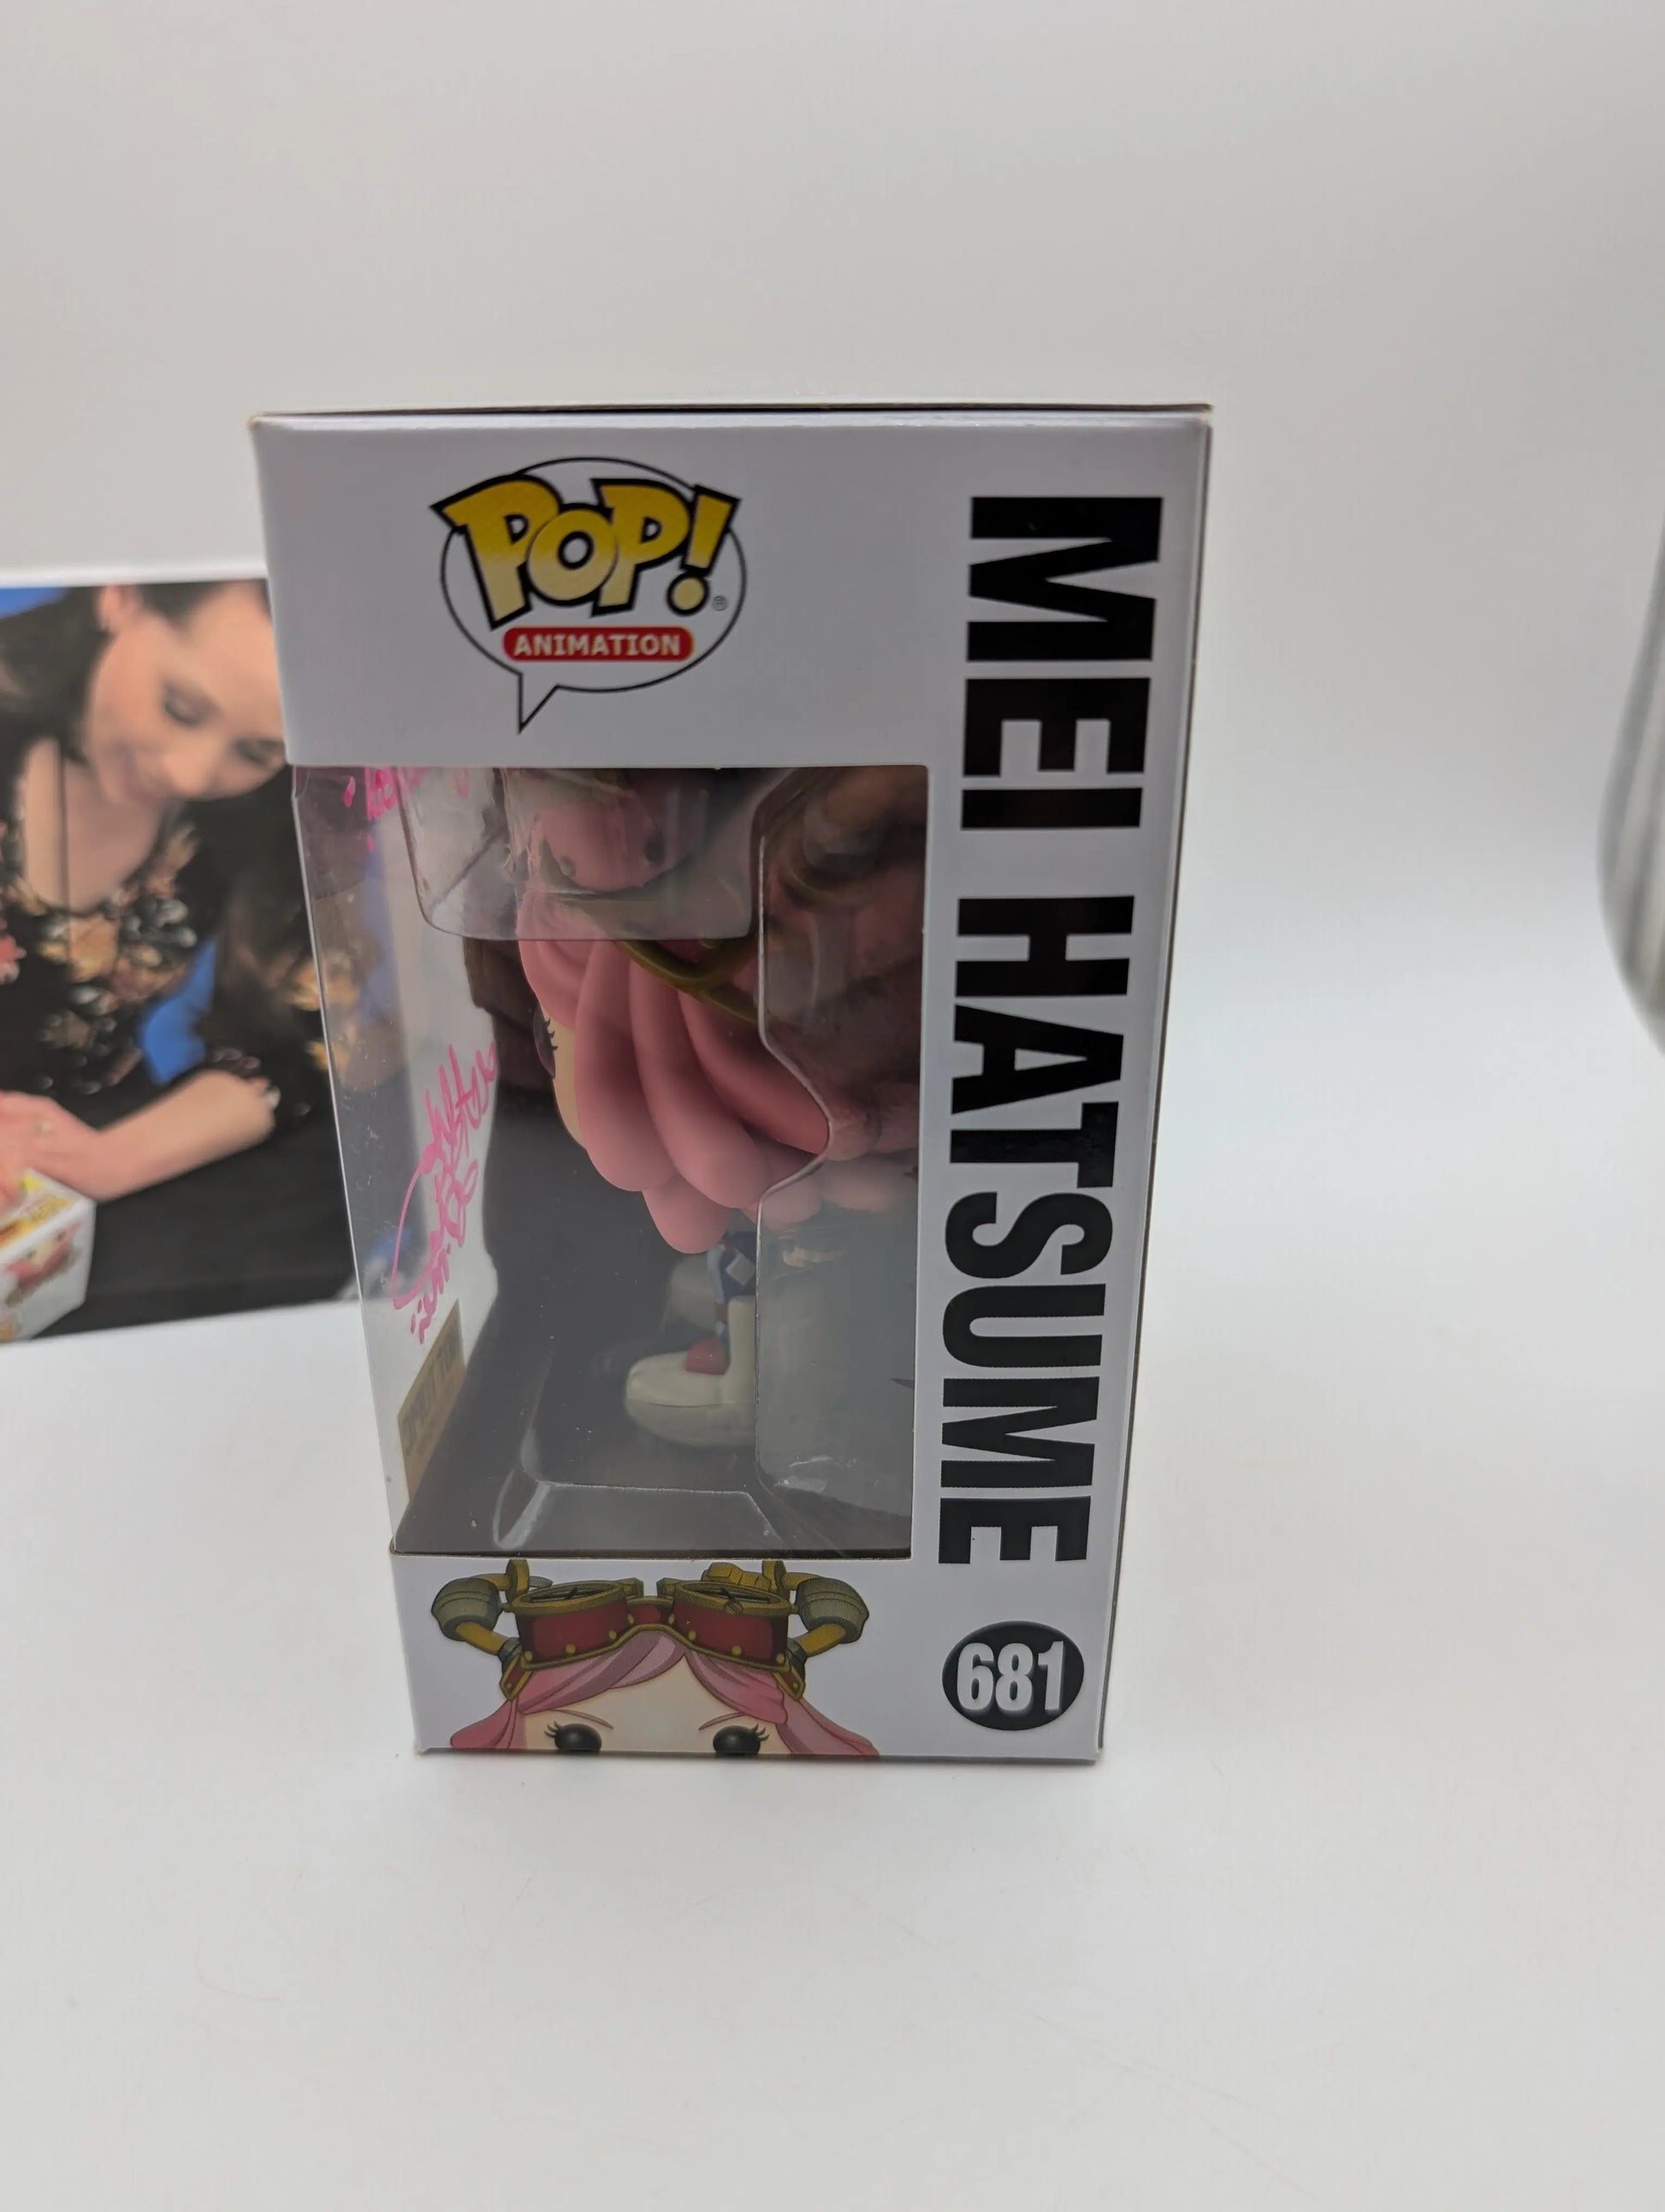 POP!
ANIMATION
MEI HATSUME
681